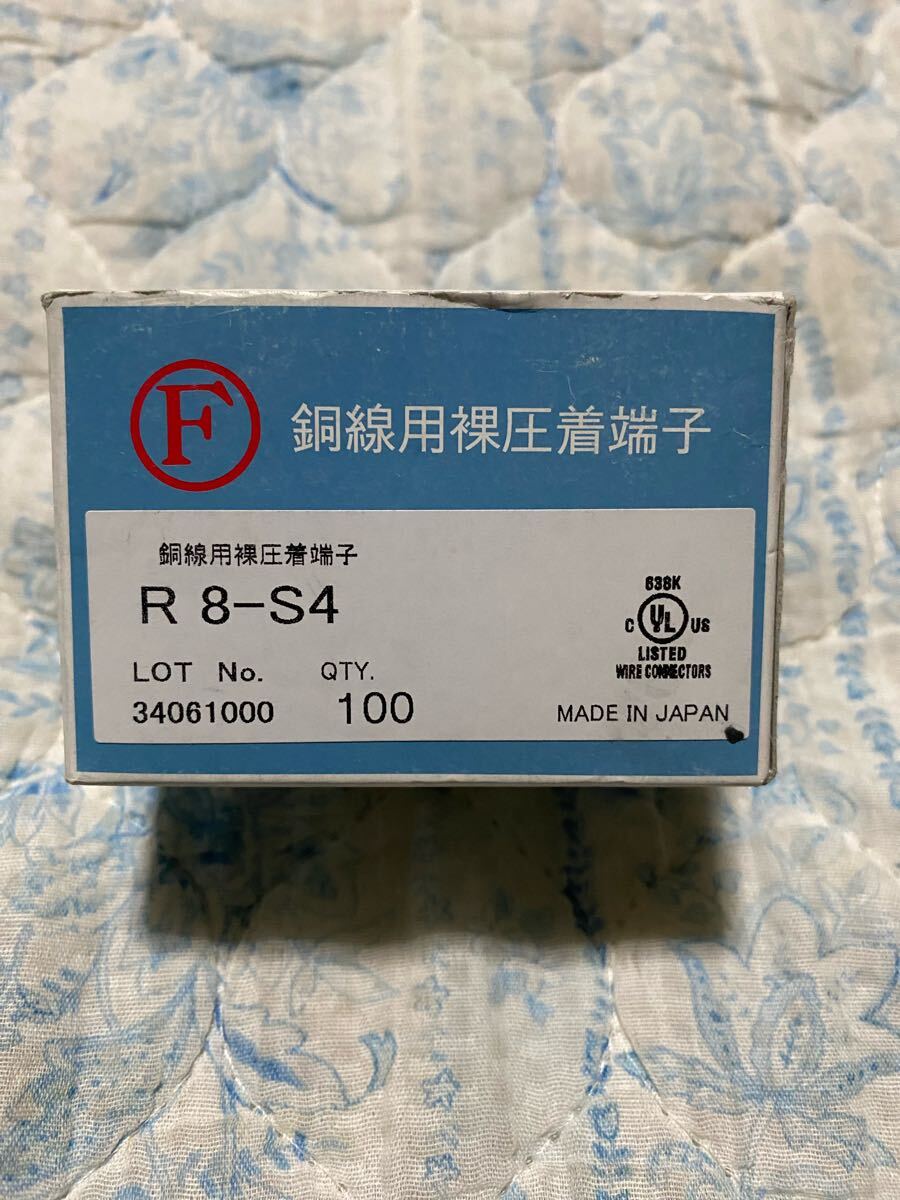 F 銅線用裸圧着端子
銅線用裸圧着端子
R 8-S4
LOT No. QTY.
34061000 100
638K
C UL US
LISTED
WIRE CONNECTORS
MADE IN JAPAN